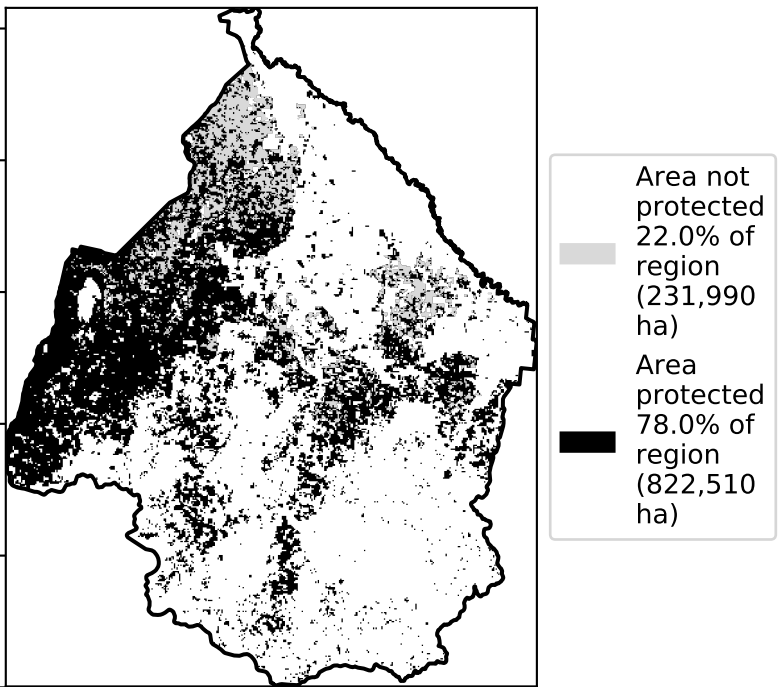 Area not
protected
22.0% of
region
(231,990
ha)
Area
protected
78.0% of
region
(822,510
ha)